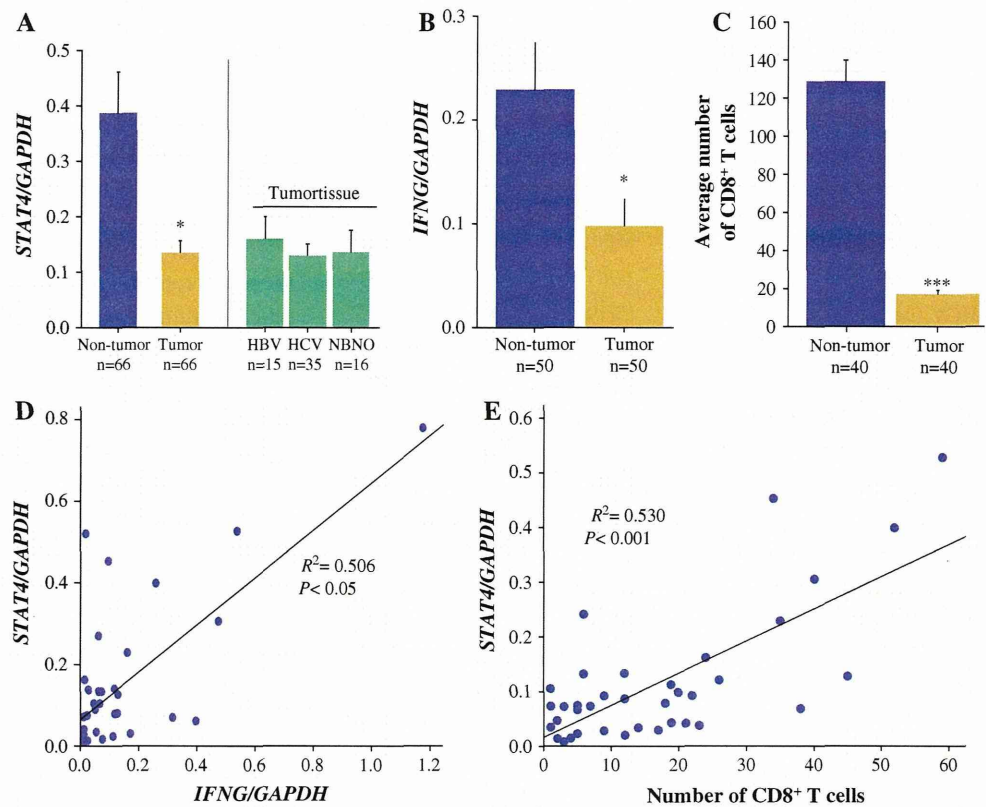 A
STAT4/GAPDH
0.5
0.4
0.3
0.2
0.1
0.0
*
Tumortissue
Non-tumor Tumor HBV HCV NBNO
n=66 n=66 n=15 n=35 n=16
B
IFNG/GAPDH
0.3
0.2
0.1
0.0
*
Non-tumor Tumor
n=50 n=50
C
Average number
of CD8+ T cells
160
140
120
100
80
60
40
20
0
***
Non-tumor Tumor
n=40 n=40
D
STAT4/GAPDH
0.8
0.6
0.4
0.2
0.0
R2= 0.506
P< 0.05
0.0 0.2 0.4 0.6 0.8 1.0 1.2
IFNG/GAPDH
E
STAT4/GAPDH
0.6
0.5
0.4
0.3
0.2
0.1
0.0
R2= 0.530
P< 0.001
0 10 20 30 40 50 60
Number of CD8+ T cells